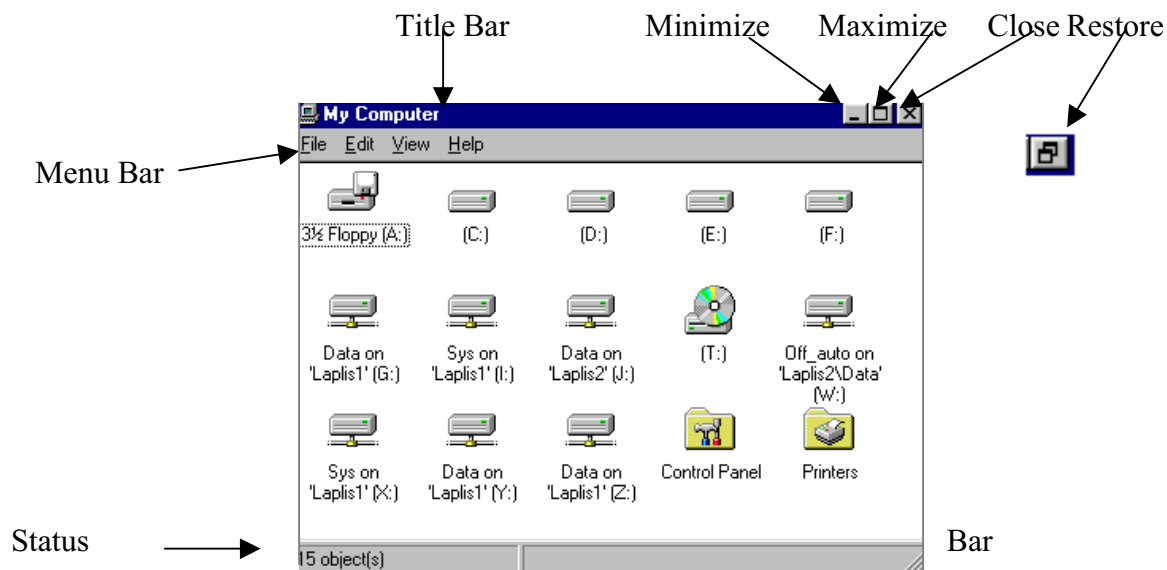 Title Bar Minimize Maximize Close Restore
My Computer
File Edit View Help
Menu Bar
3½ Floppy (A:) (C:) (D:) (E:) (F:)
Data on Sys on Data on (T:) Off_auto on
'Laplis1' (G:) 'Laplis1' (I:) 'Laplis2' (J:) 'Laplis2\Data'
(W:)
Sys on Data on Data on Control Panel Printers
'Laplis1' (X:) 'Laplis1' (Y:) 'Laplis1' (Z:)
Status Bar
15 object(s)